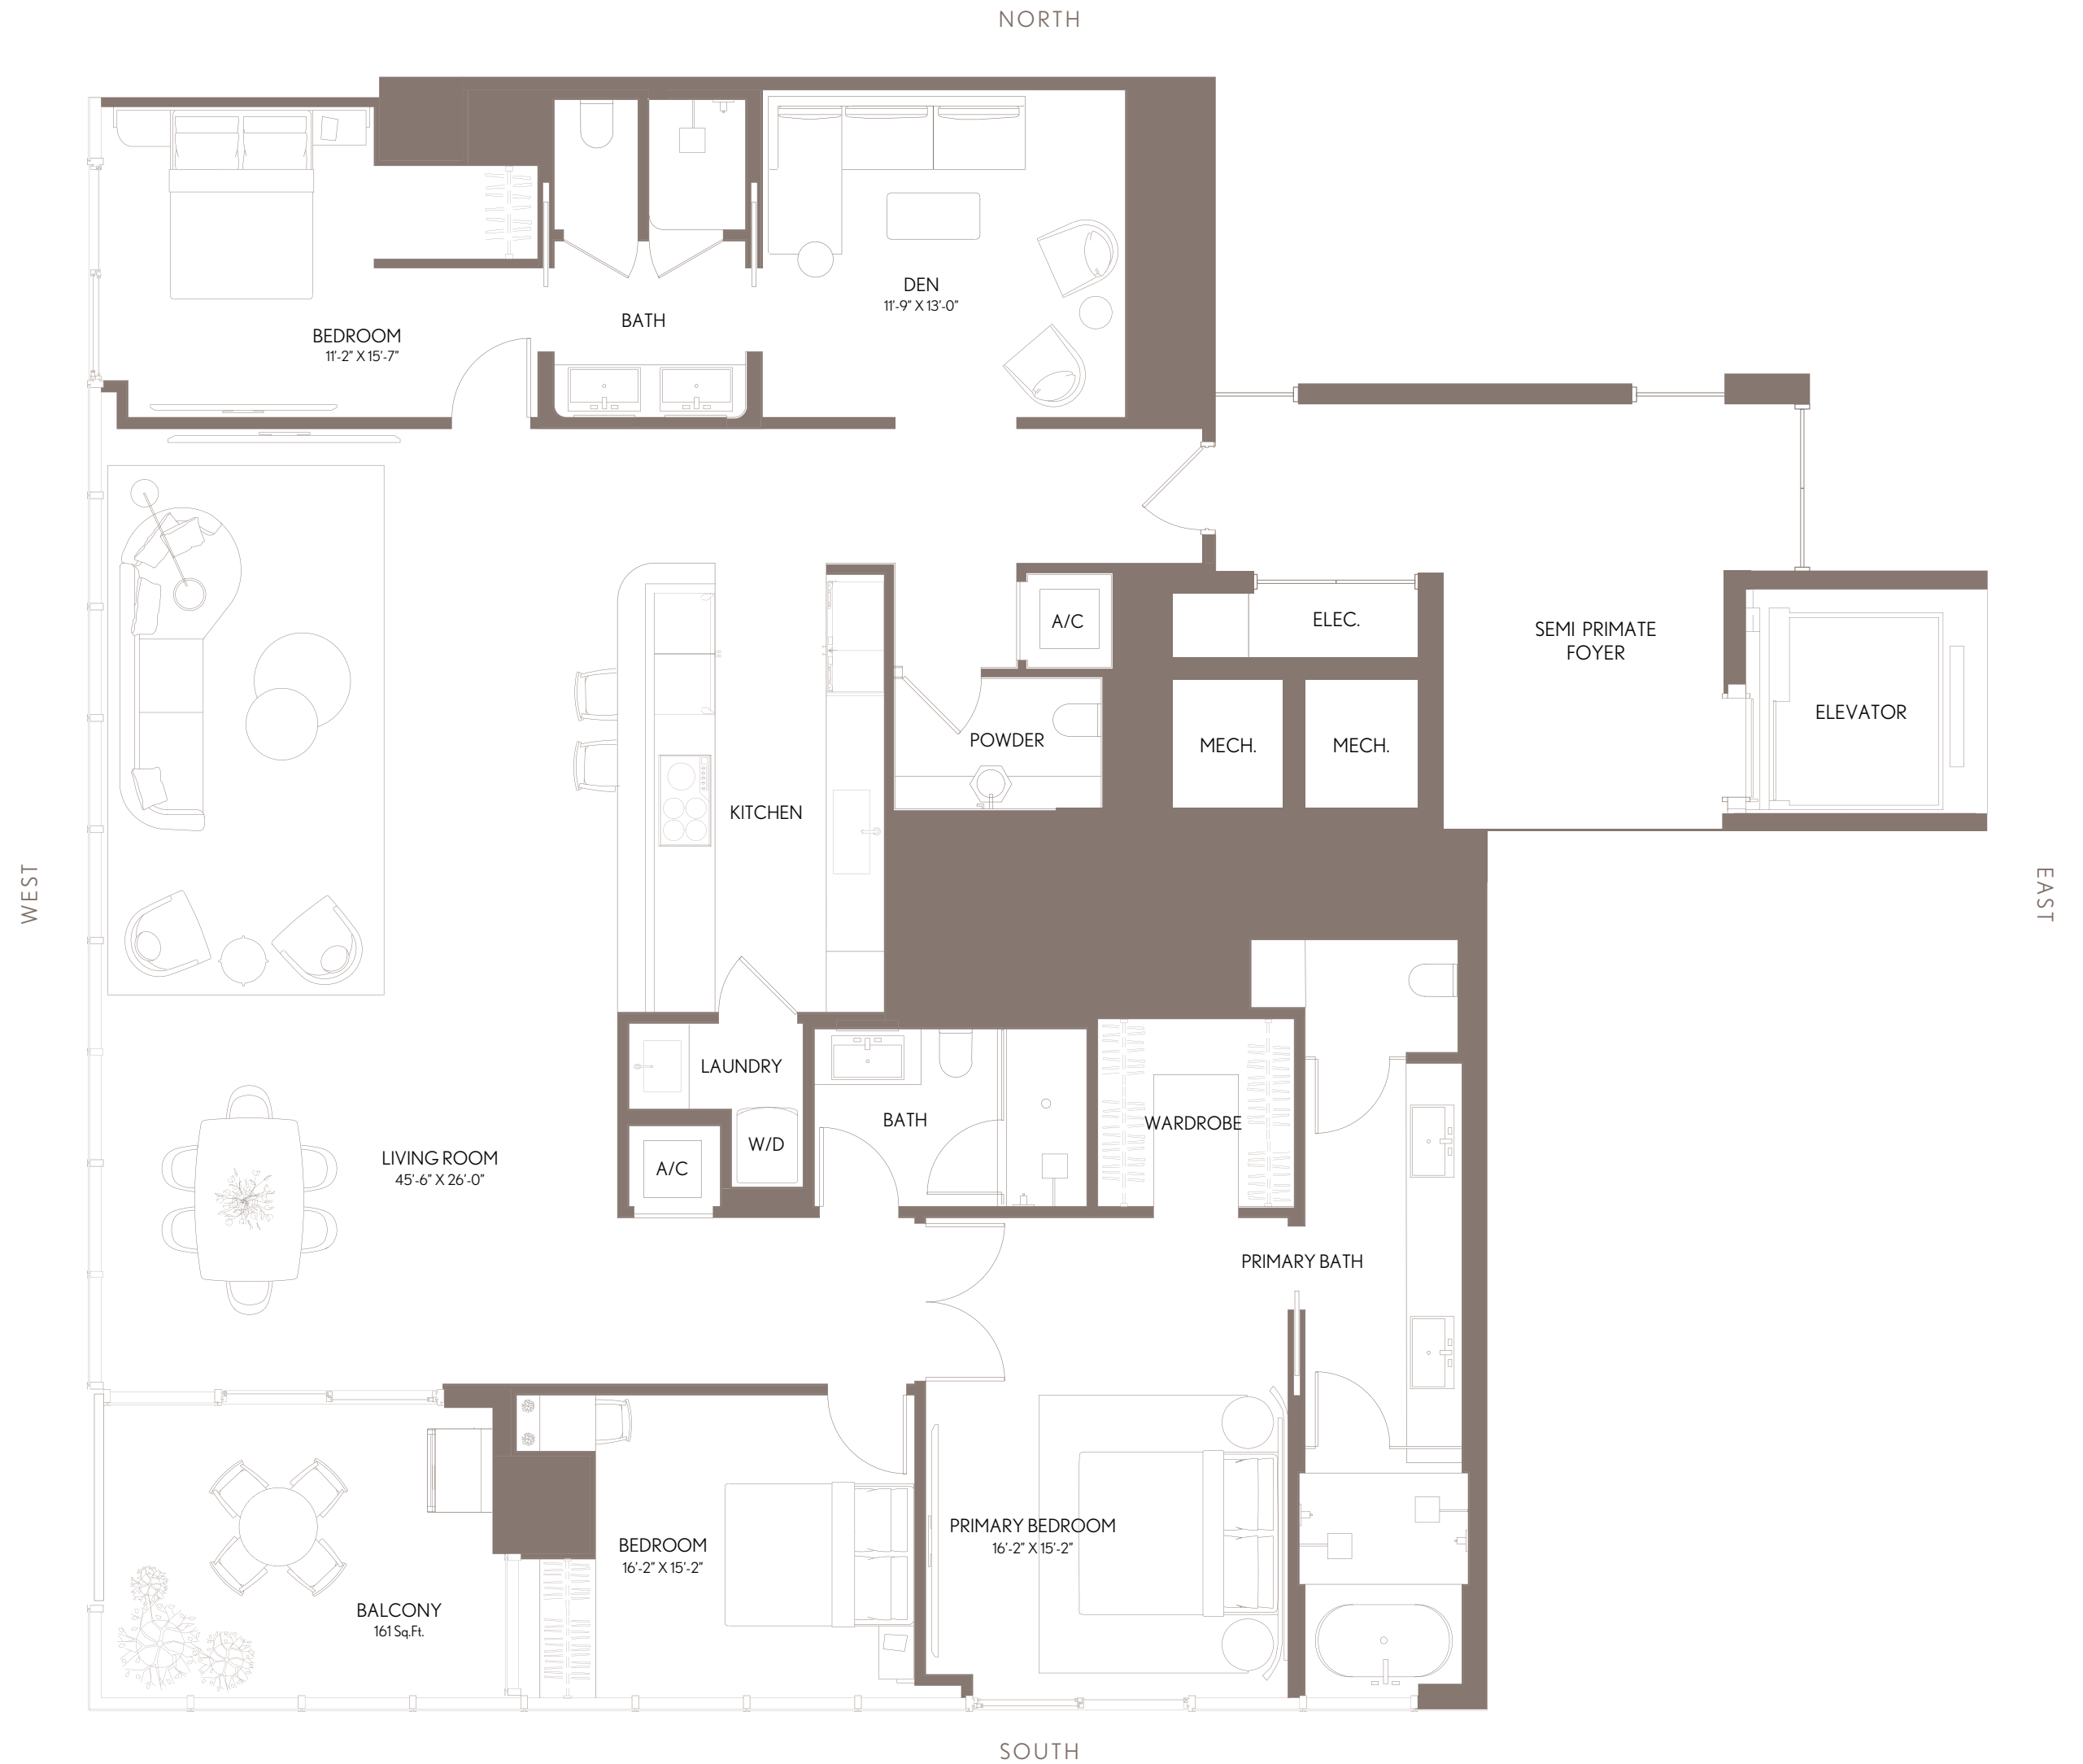 NORTH
DEN
11'-9" X 13'-0"
BATH
BEDROOM
11'-2" X 15'-7"
A/C
ELEC.
SEMI PRIMATE
FOYER
ELEVATOR
POWDER
MECH.
MECH.
KITCHEN
WEST
EAST
LAUNDRY
BATH
WARDROBE
W/D
A/C
LIVING ROOM
45'-6" X 26'-0"
PRIMARY BATH
PRIMARY BEDROOM
16'-2" X 15'-2"
BEDROOM
16'-2" X 15'-2"
BALCONY
161 Sq.Ft.
SOUTH